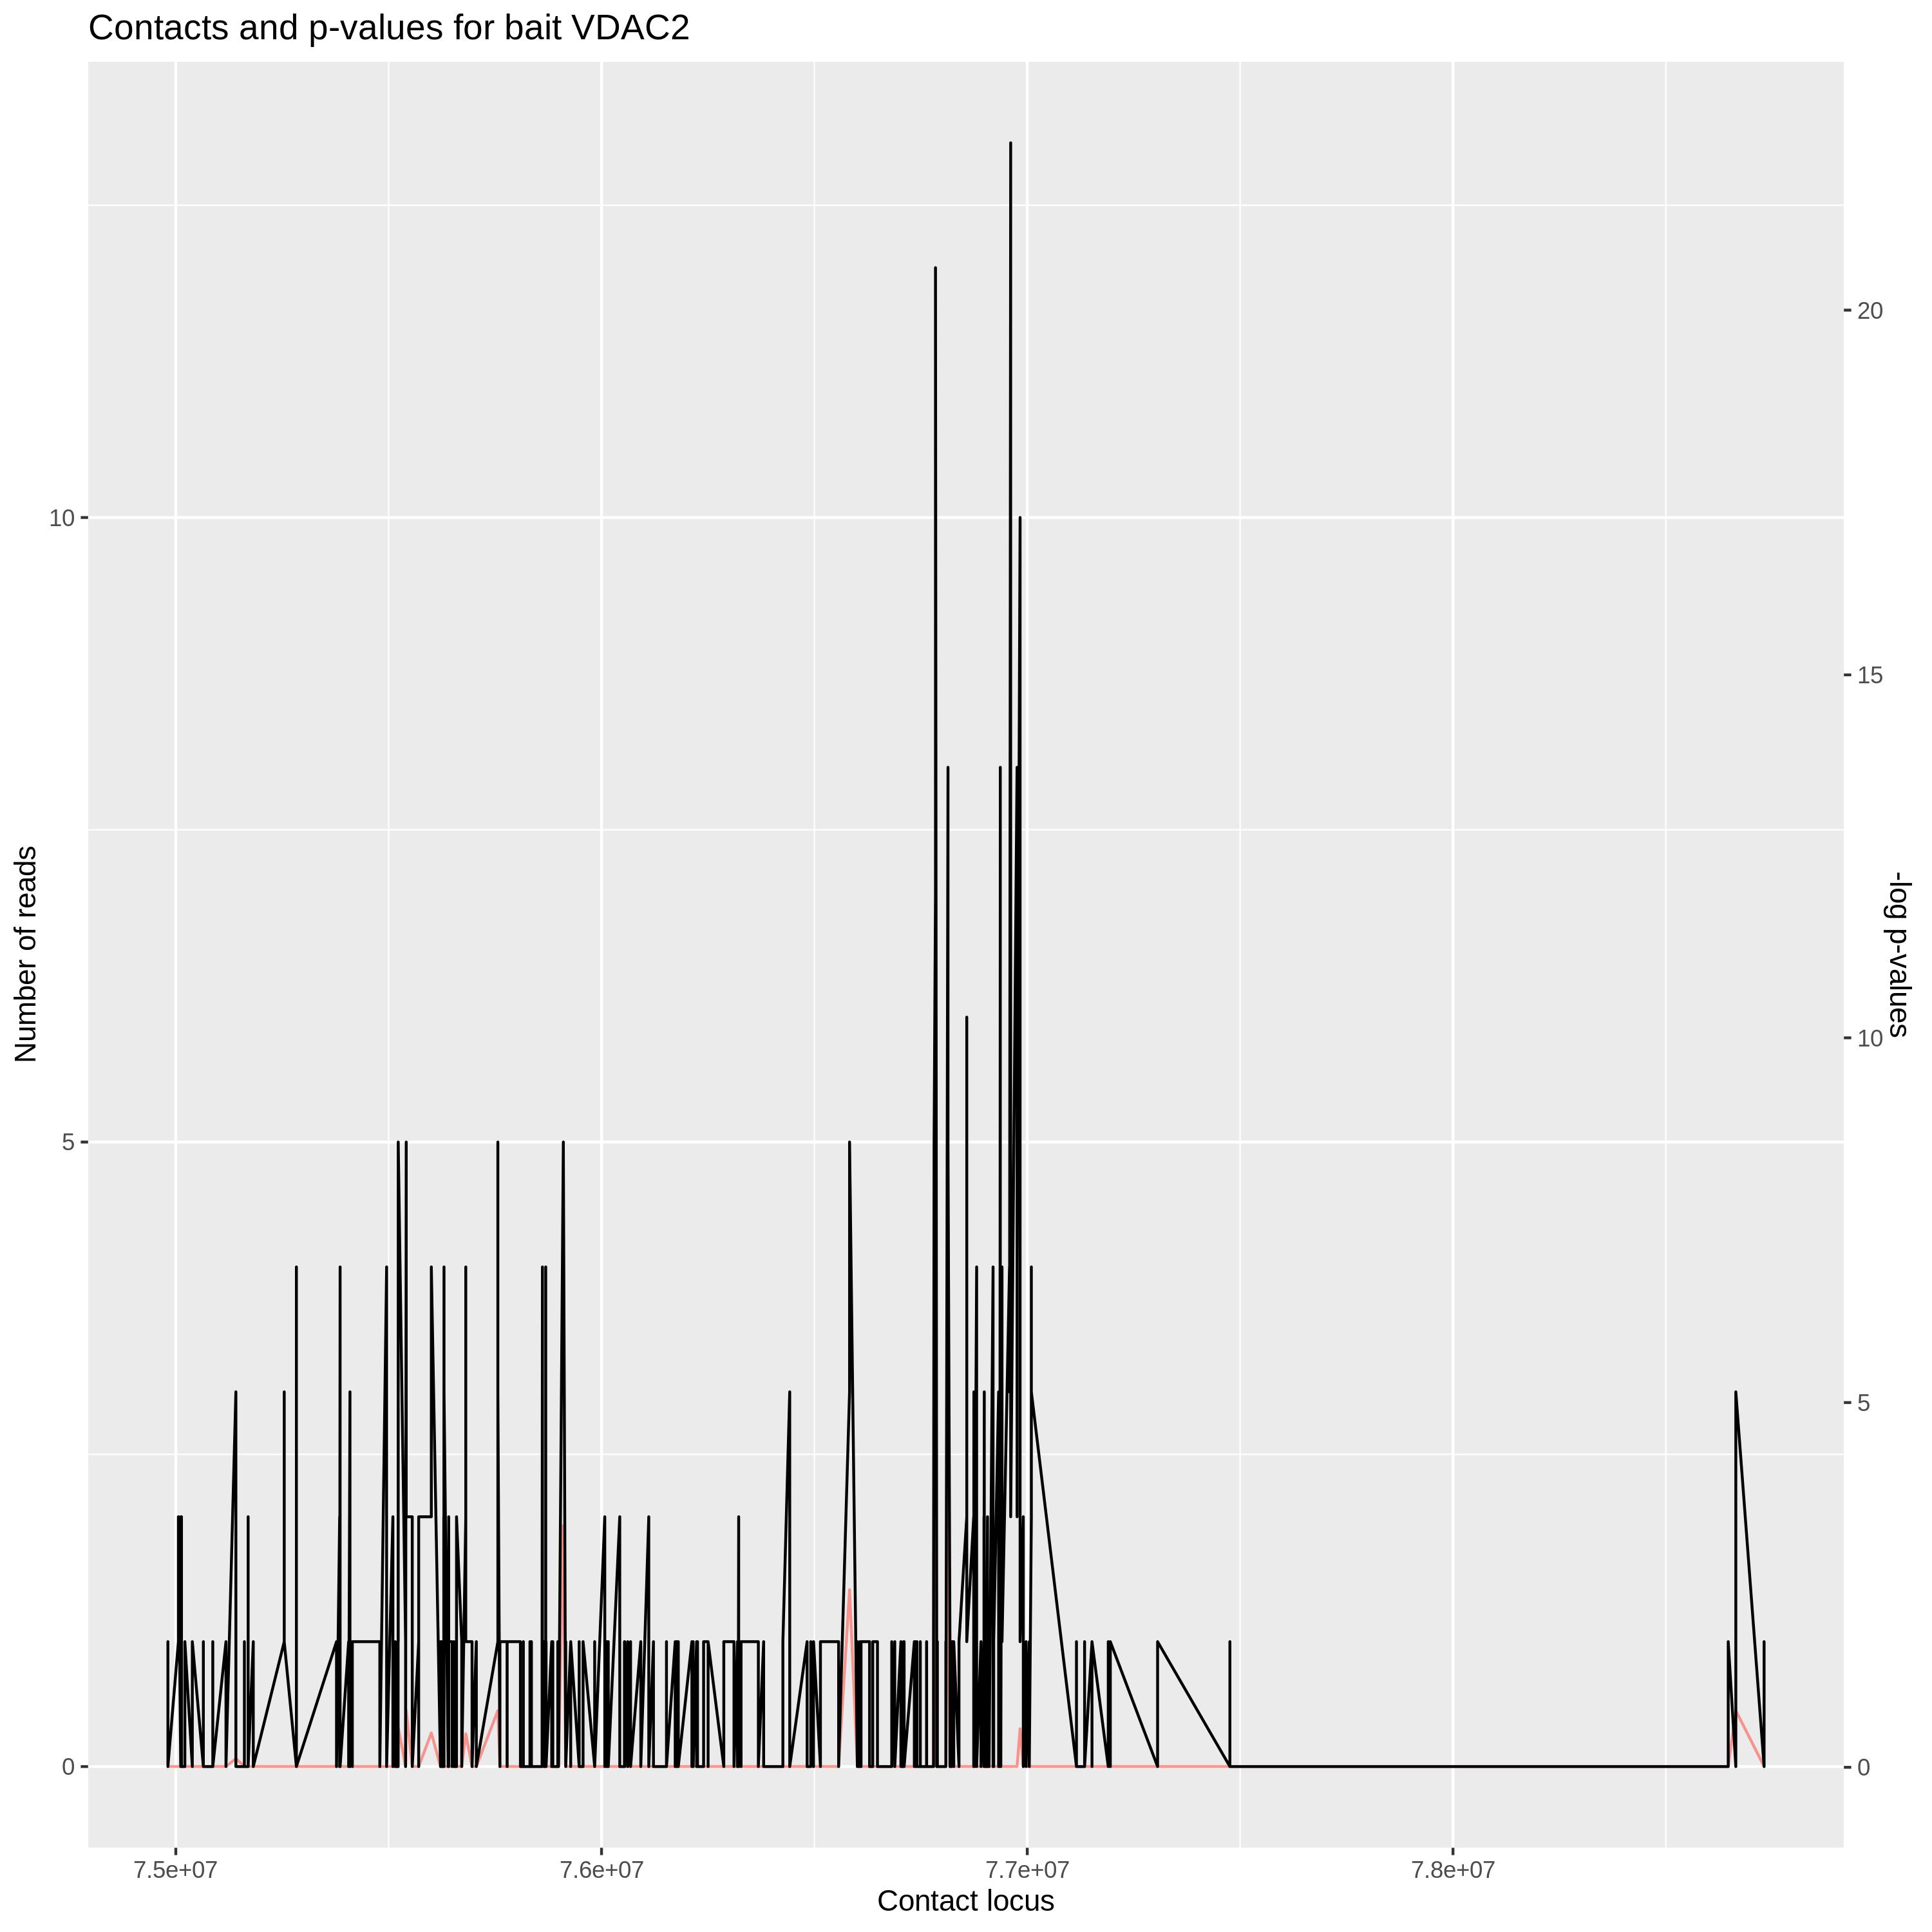 Contacts and p-values for bait VDAC2
10
5
0
Number of reads
20
15
10
5
0
-log p-values
7.5e+07 7.6e+07 7.7e+07 7.8e+07
Contact locus